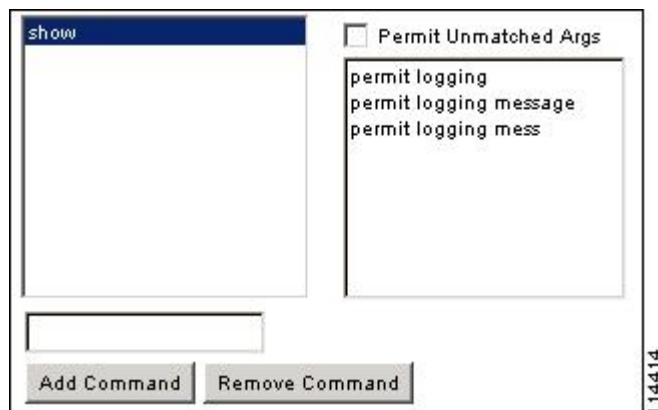 show
Permit Unmatched Args
permit logging
permit logging message
permit logging mess
Add Command
Remove Command
14414